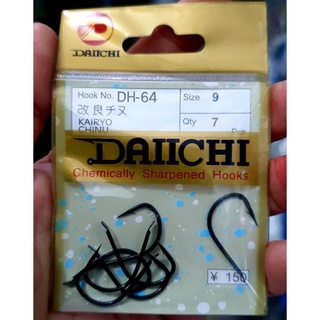 DAIICHI
Hook No. DH-64
Size 9
改良チヌ
KAIRYO
CHINU
Qty 7
DAIICHI
Chemically Sharpened Hooks.
¥ 150